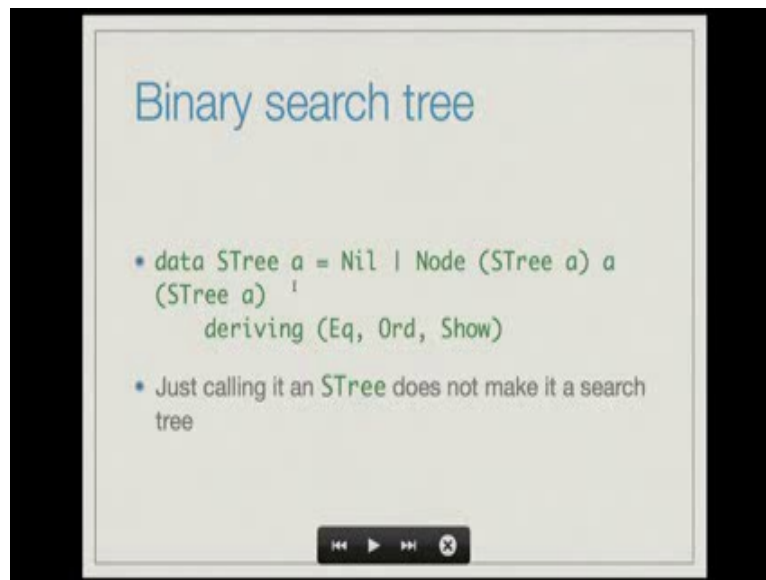 Binary search tree
• data STree a = Nil | Node (STree a) a
(STree a)
deriving (Eq, Ord, Show)
• Just calling it an STree does not make it a search
tree